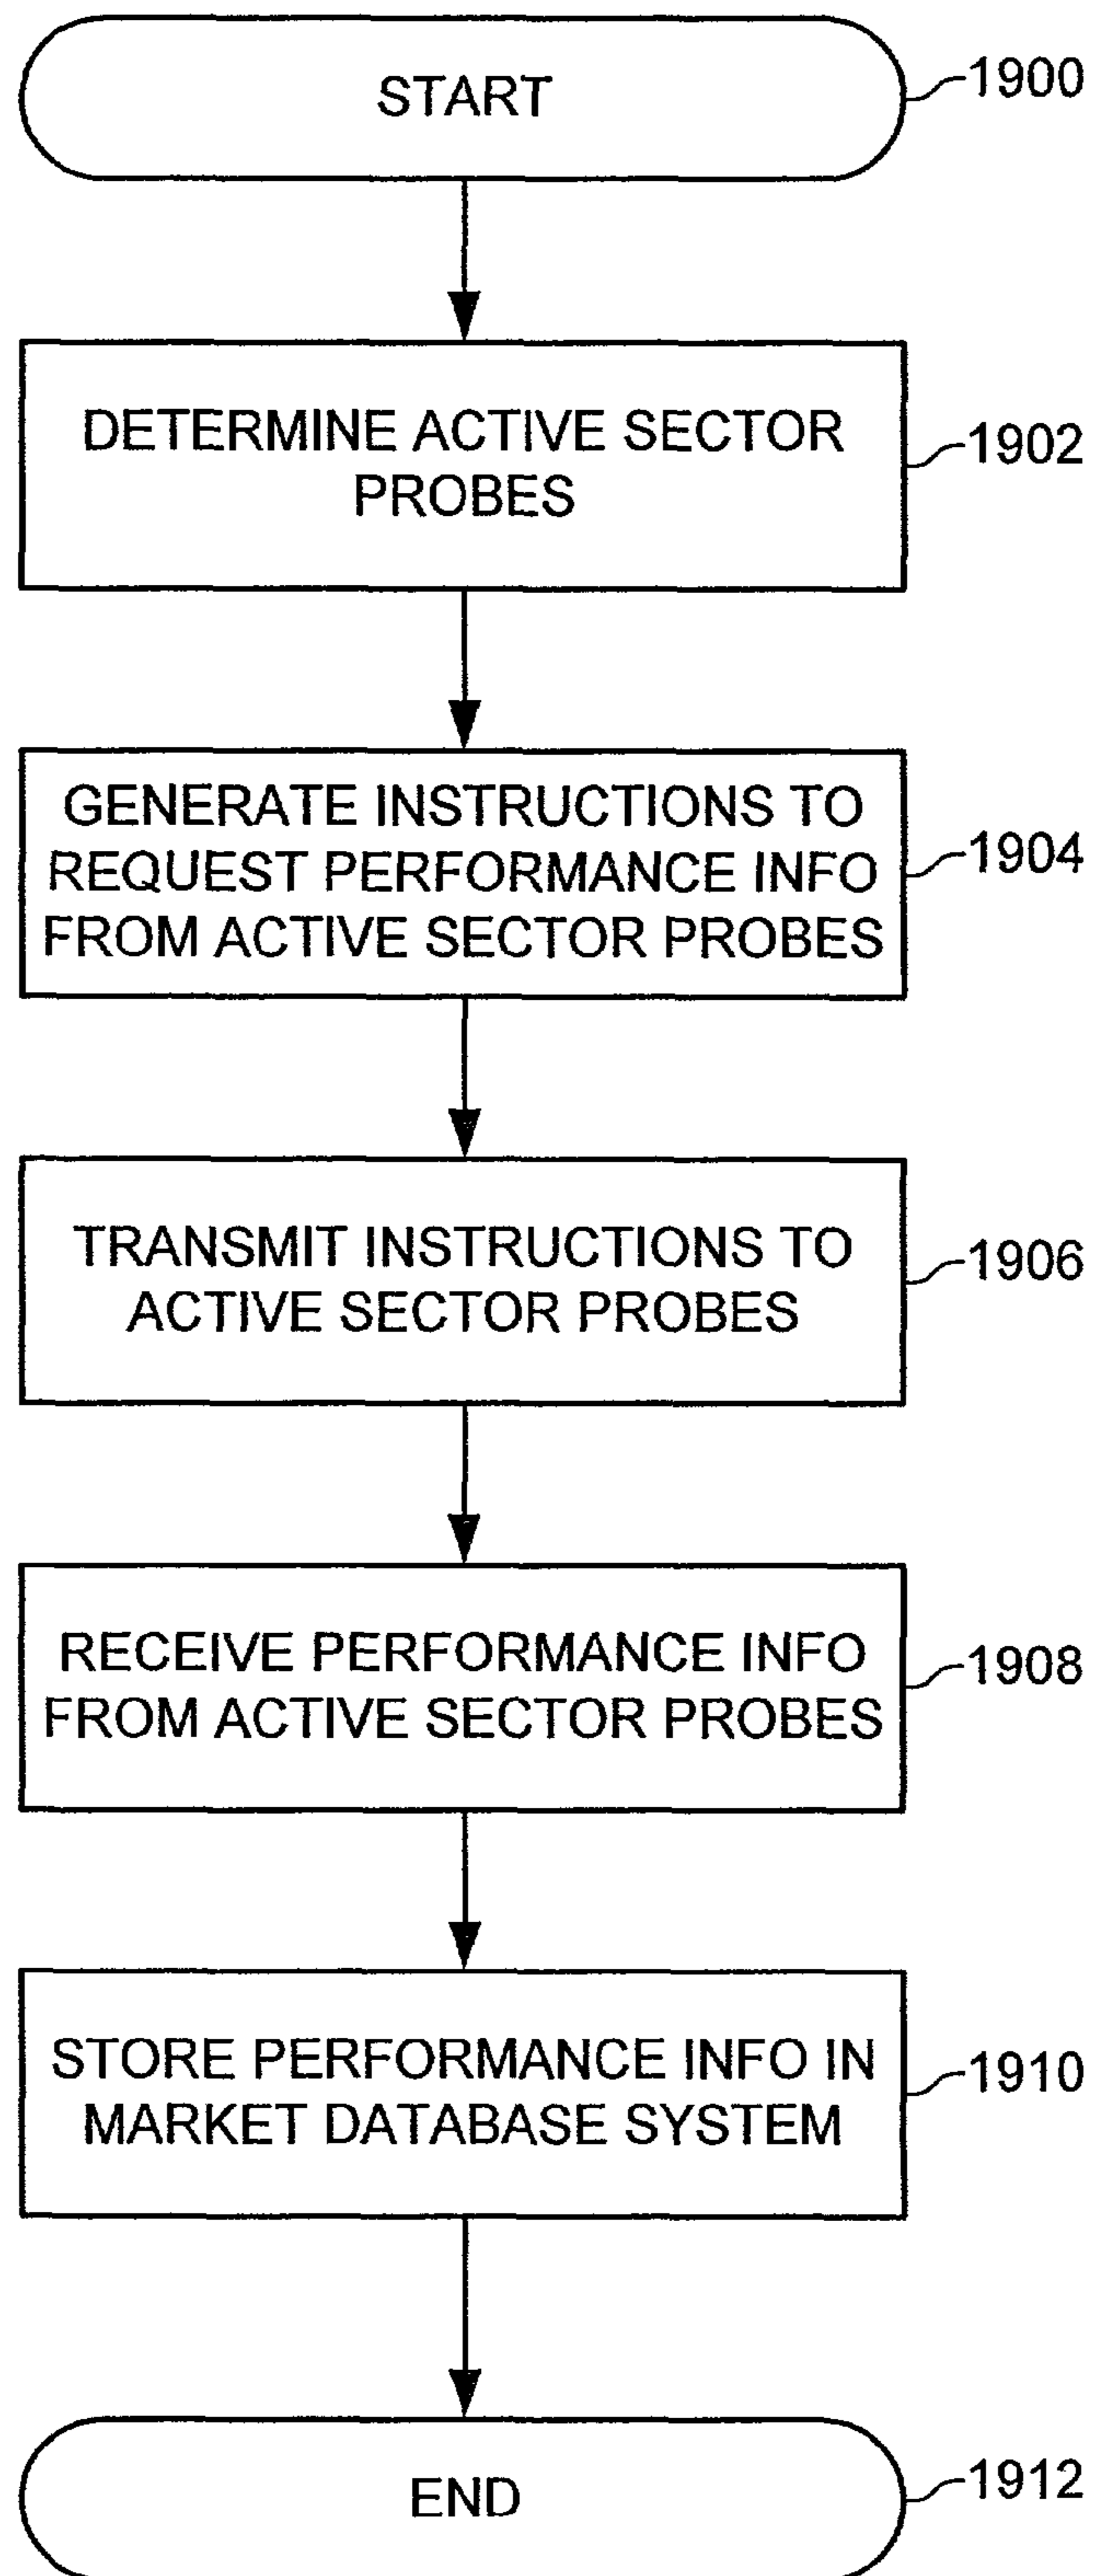 START
1900
DETERMINE ACTIVE SECTOR
PROBES
1902
GENERATE INSTRUCTIONS TO
REQUEST PERFORMANCE INFO
FROM ACTIVE SECTOR PROBES
1904
TRANSMIT INSTRUCTIONS TO
ACTIVE SECTOR PROBES
1906
RECEIVE PERFORMANCE INFO
FROM ACTIVE SECTOR PROBES
1908
STORE PERFORMANCE INFO IN
MARKET DATABASE SYSTEM
1910
END
1912